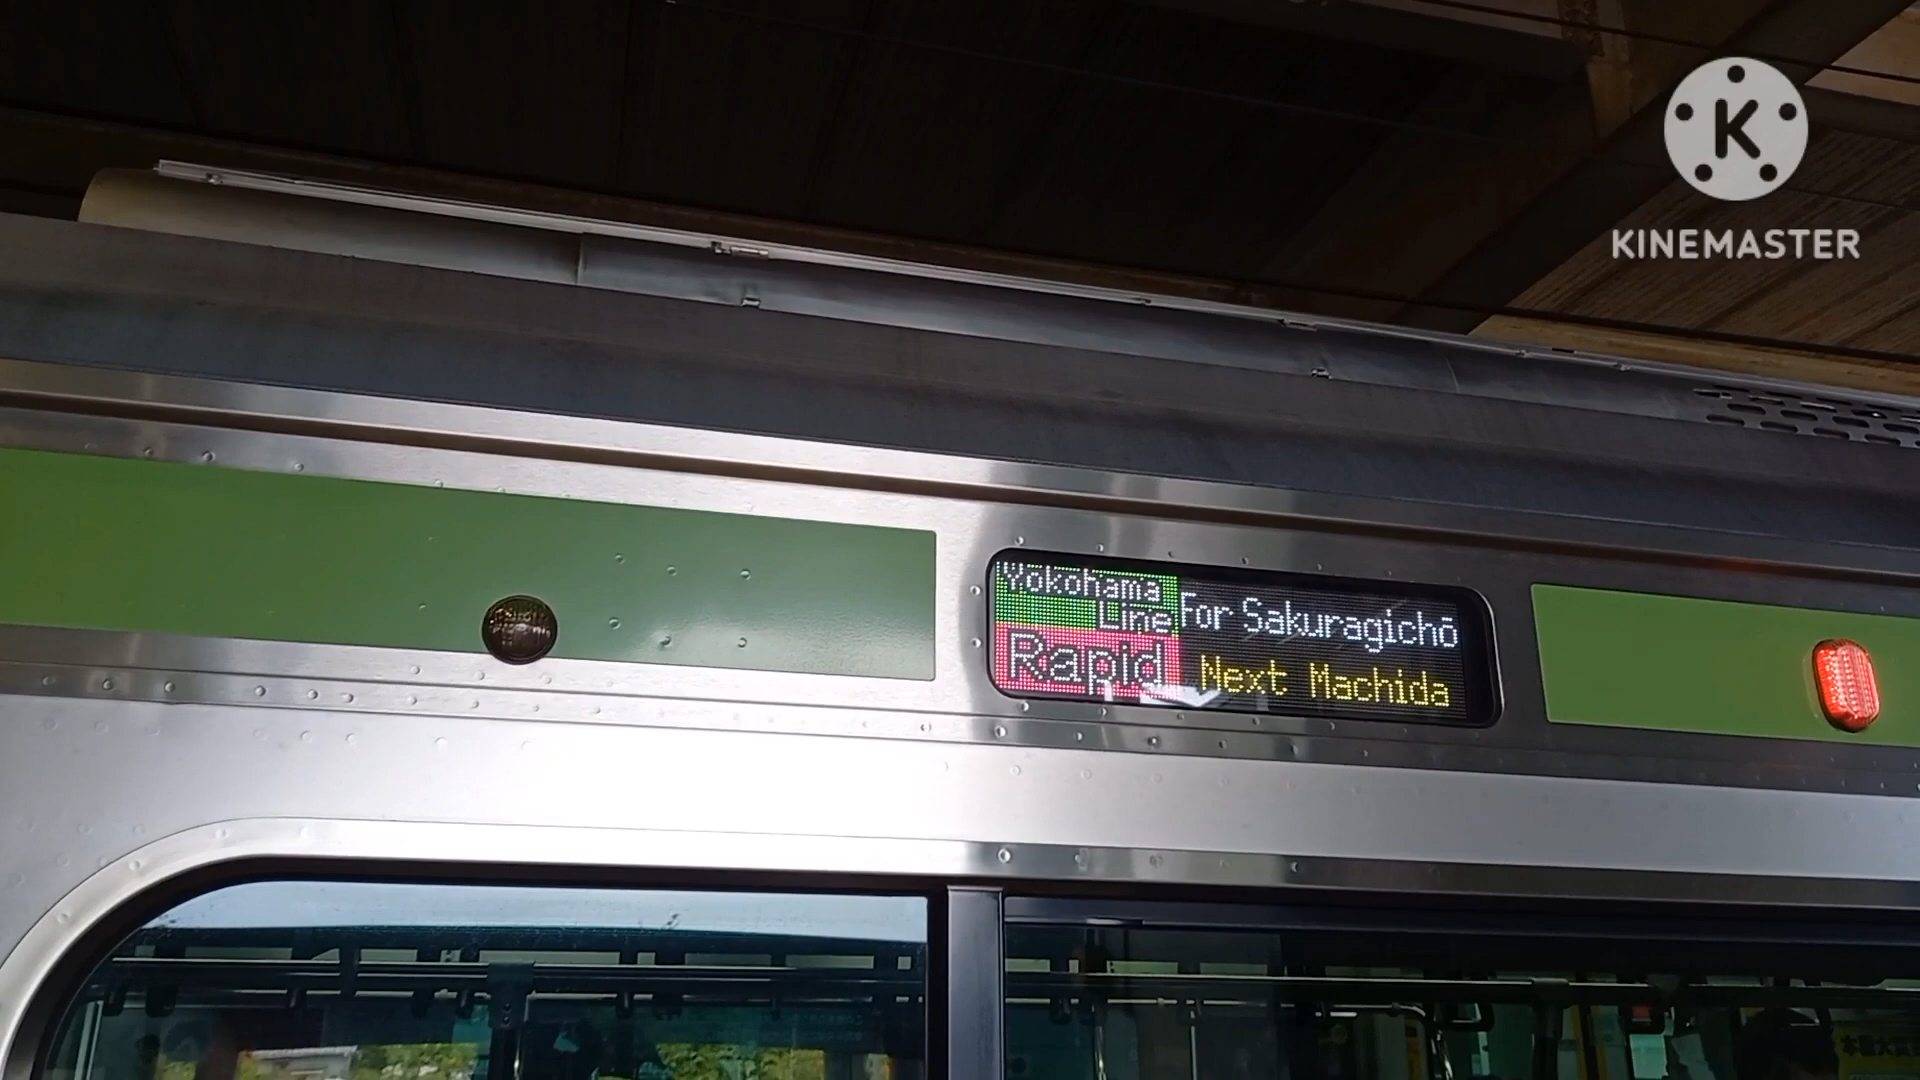 K
KINEMASTER
Yokohama
Line
Rapid
For Sakuragichō
Next Machida